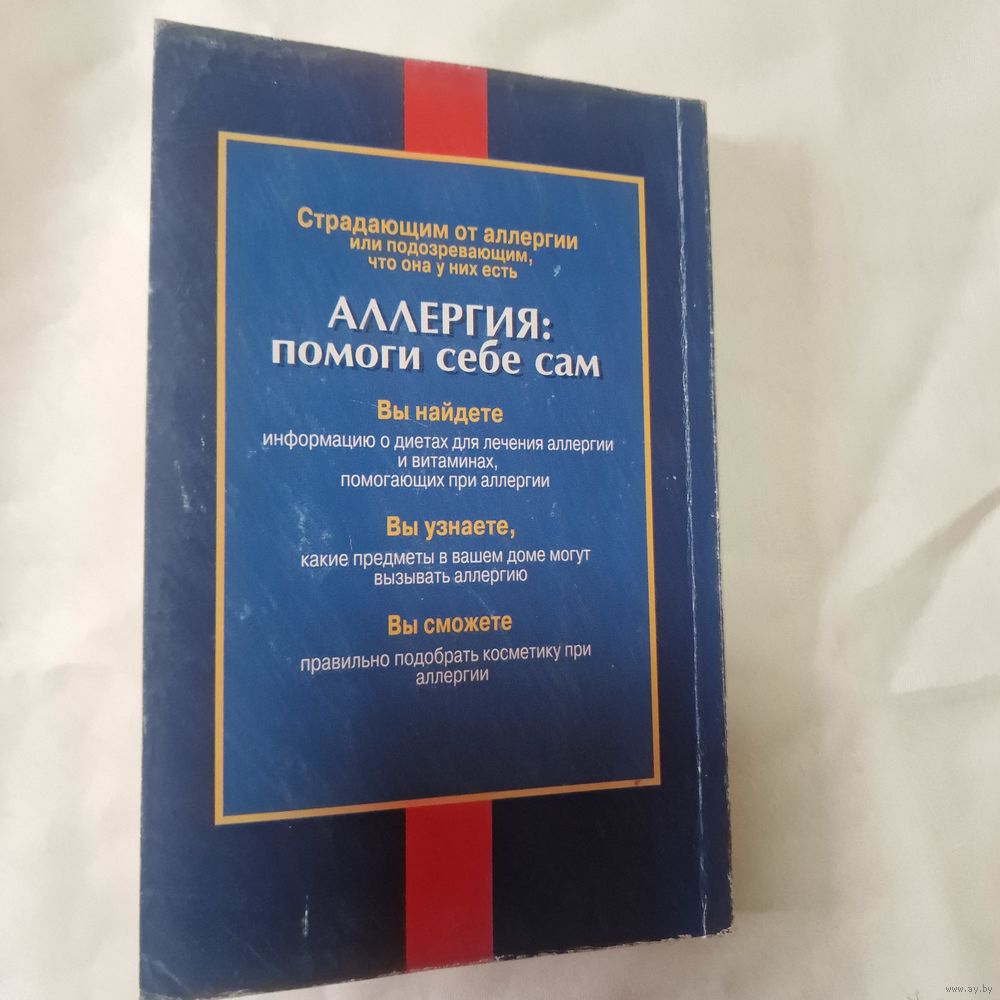 Страдающим от аллергии
или подозревающим,
что она у них есть
АЛЛЕРГИЯ:
помоги себе сам
Вы найдете
информацию о диетах для лечения аллергии
и витаминах,
помогающих при аллергии
Вы узнаете,
какие предметы в вашем доме могут
вызывать аллергию
Вы сможете
правильно подобрать косметику при
аллергии
www.ay.by